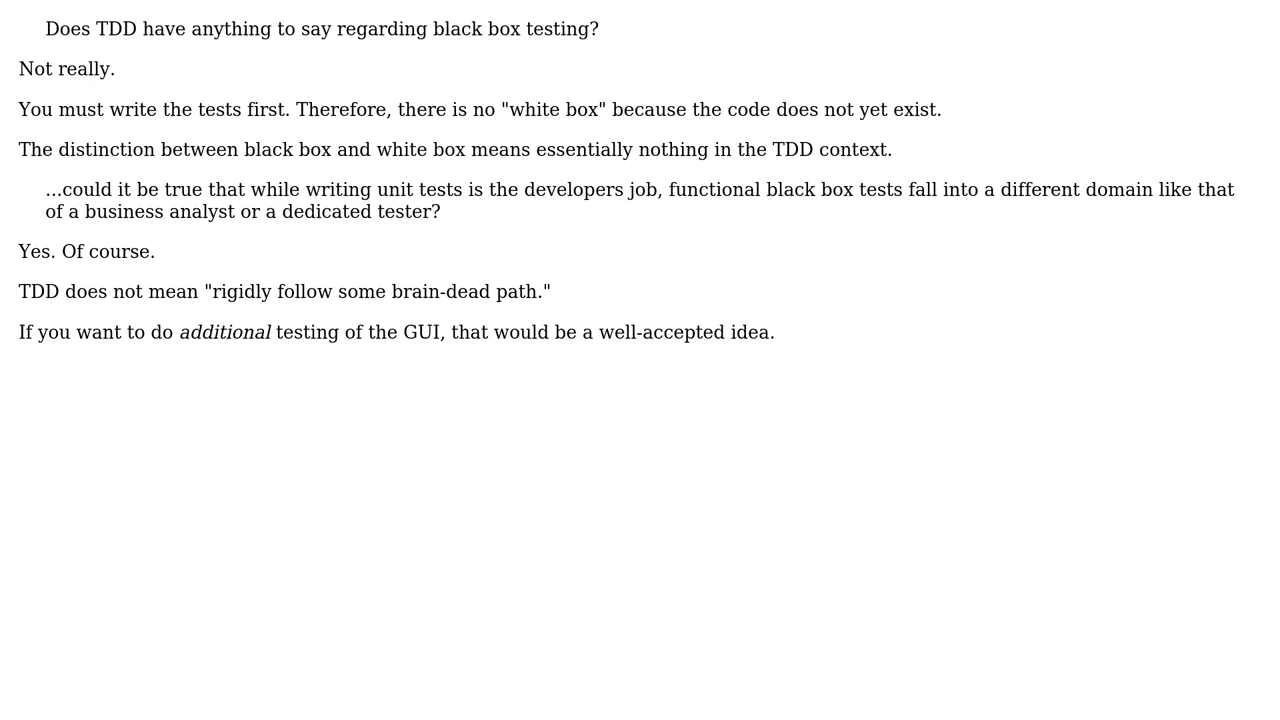 Does TDD have anything to say regarding black box testing?
Not really.
You must write the tests first. Therefore, there is no "white box" because the code does not yet exist.
The distinction between black box and white box means essentially nothing in the TDD context.
...could it be true that while writing unit tests is the developers job, functional black box tests fall into a different domain like that
of a business analyst or a dedicated tester?
Yes. Of course.
TDD does not mean "rigidly follow some brain-dead path."
If you want to do additional testing of the GUI, that would be a well-accepted idea.